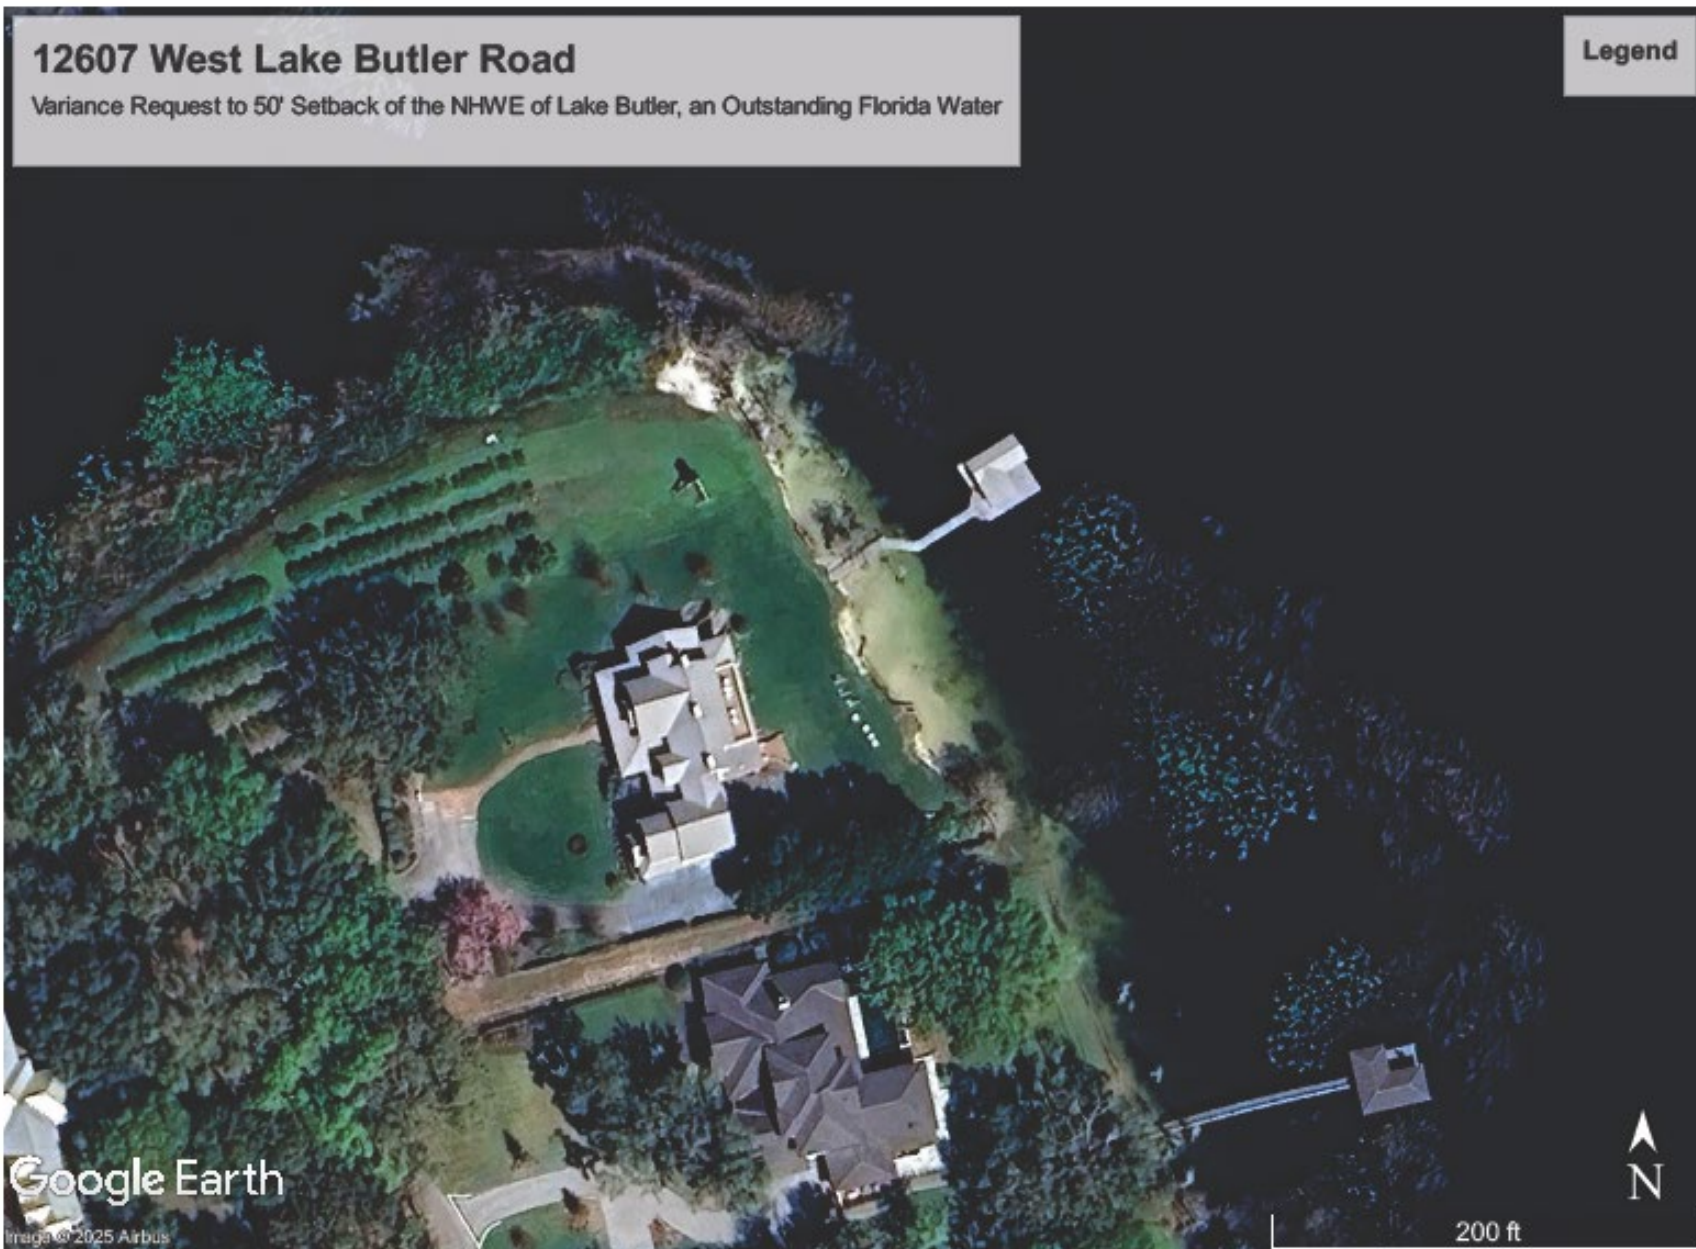 12607 West Lake Butler Road
Variance Request to 50' Setback of the NHWE of Lake Butler, an Outstanding Florida Water
Legend
N
200 ft
Google Earth
Image © 2025 Airbus